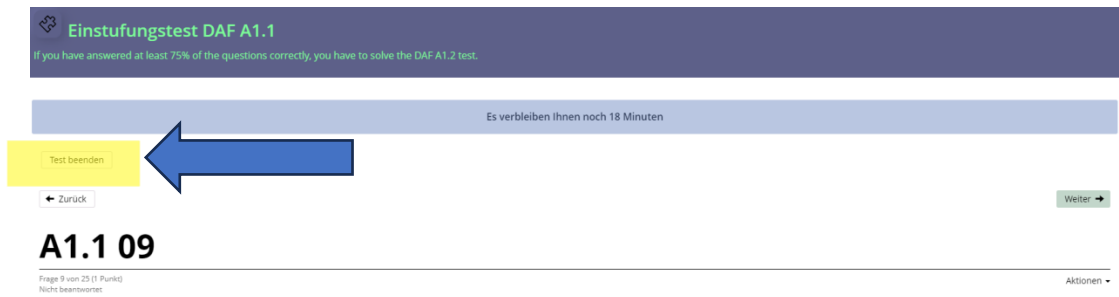 Einstufungstest DAF A1.1
If you have answered at least 75% of the questions correctly, you have to solve the DAF A1.2 test.
Es verbleiben Ihnen noch 18 Minuten
Test beenden
← Zurück
Weiter →
A1.1 09
Frage 9 von 25 (1 Punkt)
Aktionen
Nicht beantwortet